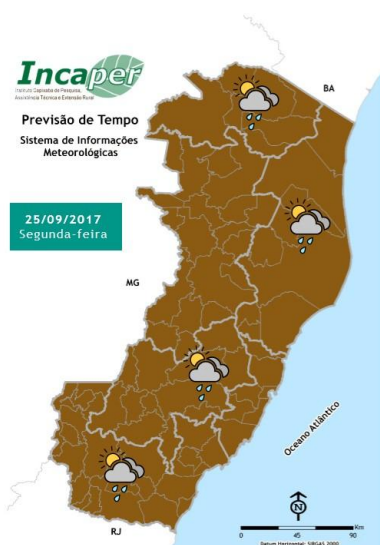 Incaper
Instituto Capixaba de Pesquisa,
Assistência Técnica e Extensão Rural
Previsão de Tempo
Sistema de Informações
Meteorológicas
25/09/2017
Segunda-feira
BA
MG
Oceano Atlântico
RJ
N
Km
0 45 90
Datum Horizontal: SIRGAS 2000